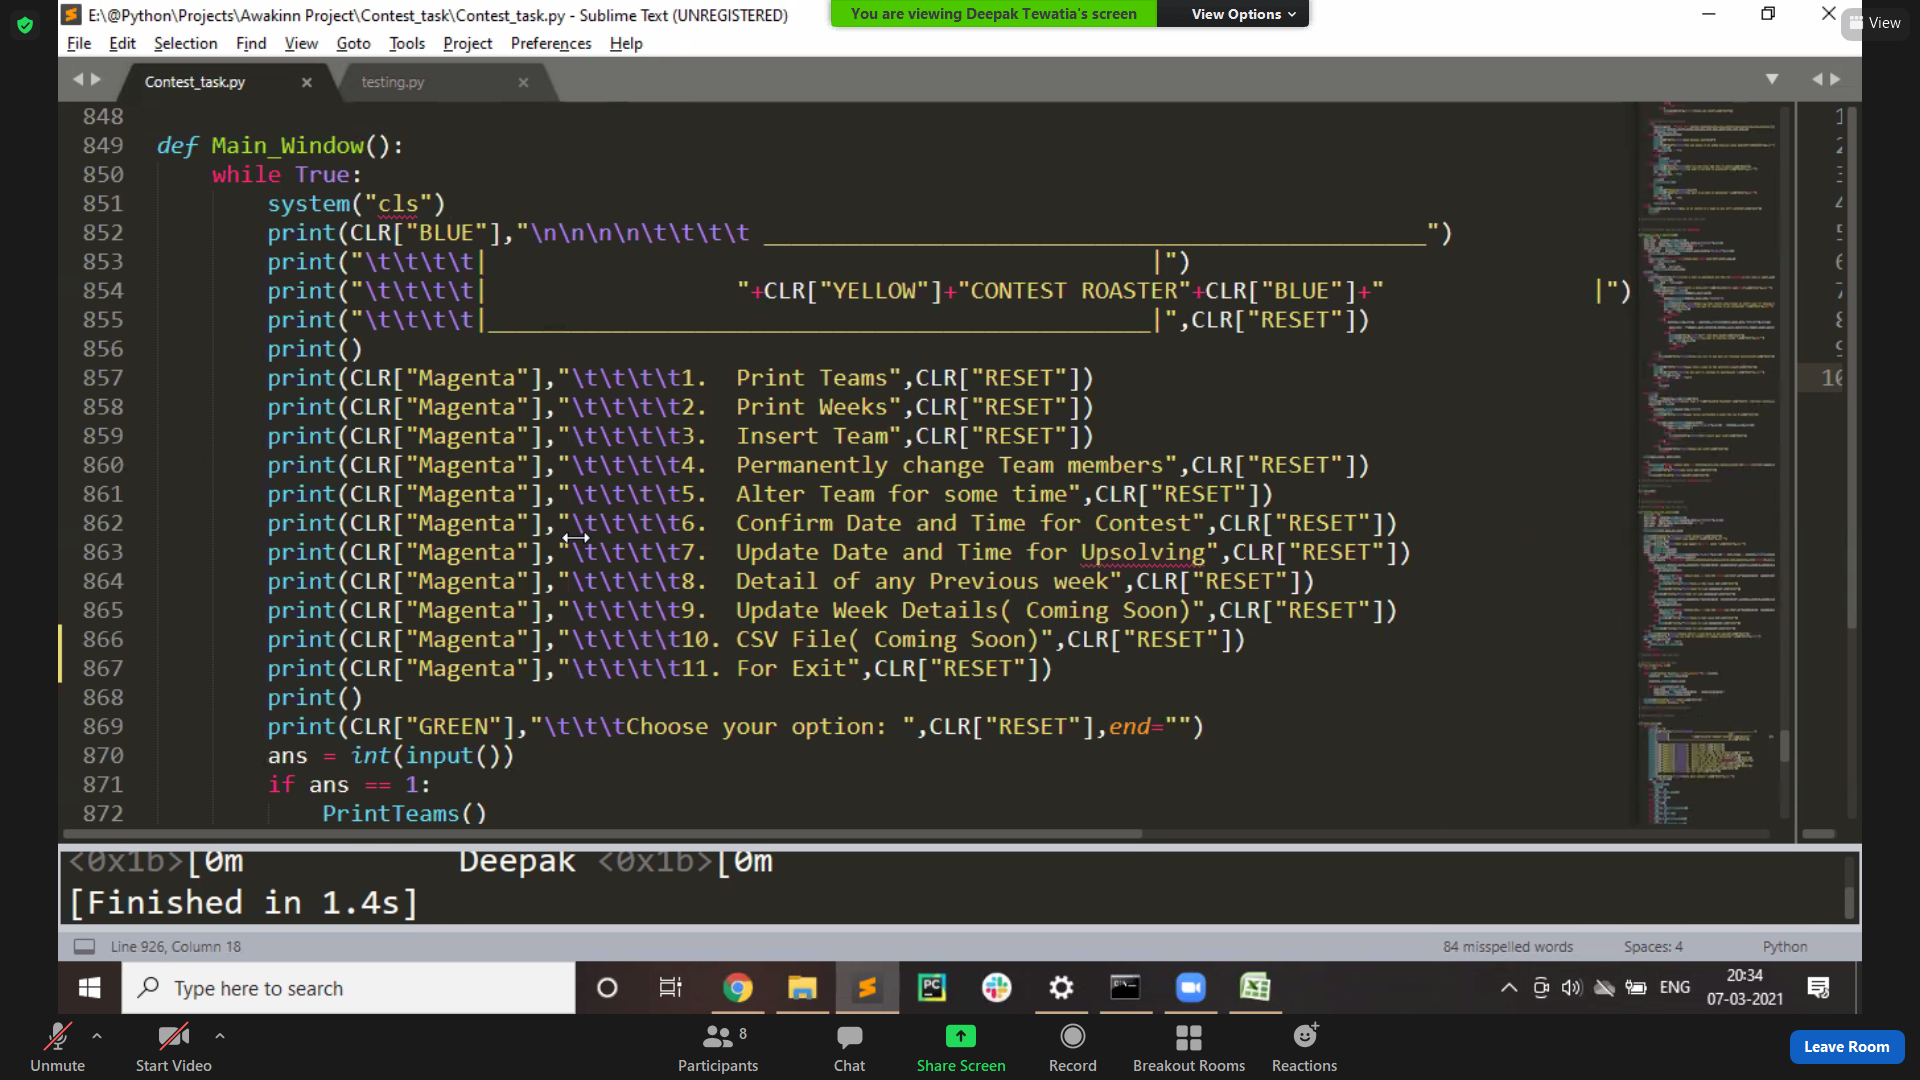 E:\@Python\Projects\Awakinn Project\Contest_task\Contest_task.py - Sublime Text (UNREGISTERED)
You are viewing Deepak Tewatia's screen
View Options
View
File Edit Selection Find View Goto Tools Project Preferences Help
Contest_task.py × testing.py ×
848
849 def Main_Window():
850 while True:
851 system("cls")
852 print(CLR["BLUE"],"\n\n\n\n\t\t\t\t ________________________________________________")
853 print("\t\t\t\t|                                                |")
854 print("\t\t\t\t|                  "+CLR["YELLOW"]+"CONTEST ROASTER"+CLR["BLUE"]+"               |")
855 print("\t\t\t\t|________________________________________________|",CLR["RESET"])
856 print()
857 print(CLR["Magenta"],"\t\t\t\t1.  Print Teams",CLR["RESET"])
858 print(CLR["Magenta"],"\t\t\t\t2.  Print Weeks",CLR["RESET"])
859 print(CLR["Magenta"],"\t\t\t\t3.  Insert Team",CLR["RESET"])
860 print(CLR["Magenta"],"\t\t\t\t4.  Permanently change Team members",CLR["RESET"])
861 print(CLR["Magenta"],"\t\t\t\t5.  Alter Team for some time",CLR["RESET"])
862 print(CLR["Magenta"],"\t\t\t\t6.  Confirm Date and Time for Contest",CLR["RESET"])
863 print(CLR["Magenta"],"\t\t\t\t7.  Update Date and Time for Upsolving",CLR["RESET"])
864 print(CLR["Magenta"],"\t\t\t\t8.  Detail of any Previous week",CLR["RESET"])
865 print(CLR["Magenta"],"\t\t\t\t9.  Update Week Details( Coming Soon)",CLR["RESET"])
866 print(CLR["Magenta"],"\t\t\t\t10. CSV File( Coming Soon)",CLR["RESET"])
867 print(CLR["Magenta"],"\t\t\t\t11. For Exit",CLR["RESET"])
868 print()
869 print(CLR["GREEN"],"\t\t\tChoose your option: ",CLR["RESET"],end="")
870 ans = int(input())
871 if ans == 1:
872 PrintTeams()
<0x1b>[0m Deepak <0x1b>[0m
[Finished in 1.4s]
Line 926, Column 18
84 misspelled words Spaces: 4 Python
Type here to search
ENG
20:34
07-03-2021
Unmute
Start Video
Participants 8
Chat
Share Screen
Record
Breakout Rooms
Reactions
Leave Room